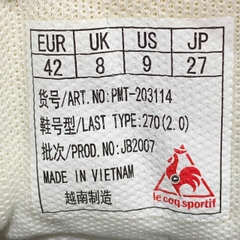 EUR UK US JP
42 8 9 27
货号/ART.NO:PMT-203114
鞋号型/LAST TYPE:270(2.0)
批次/PROD.NO:JB2007
MADE IN VIETNAM
越南制造
le coq sportif